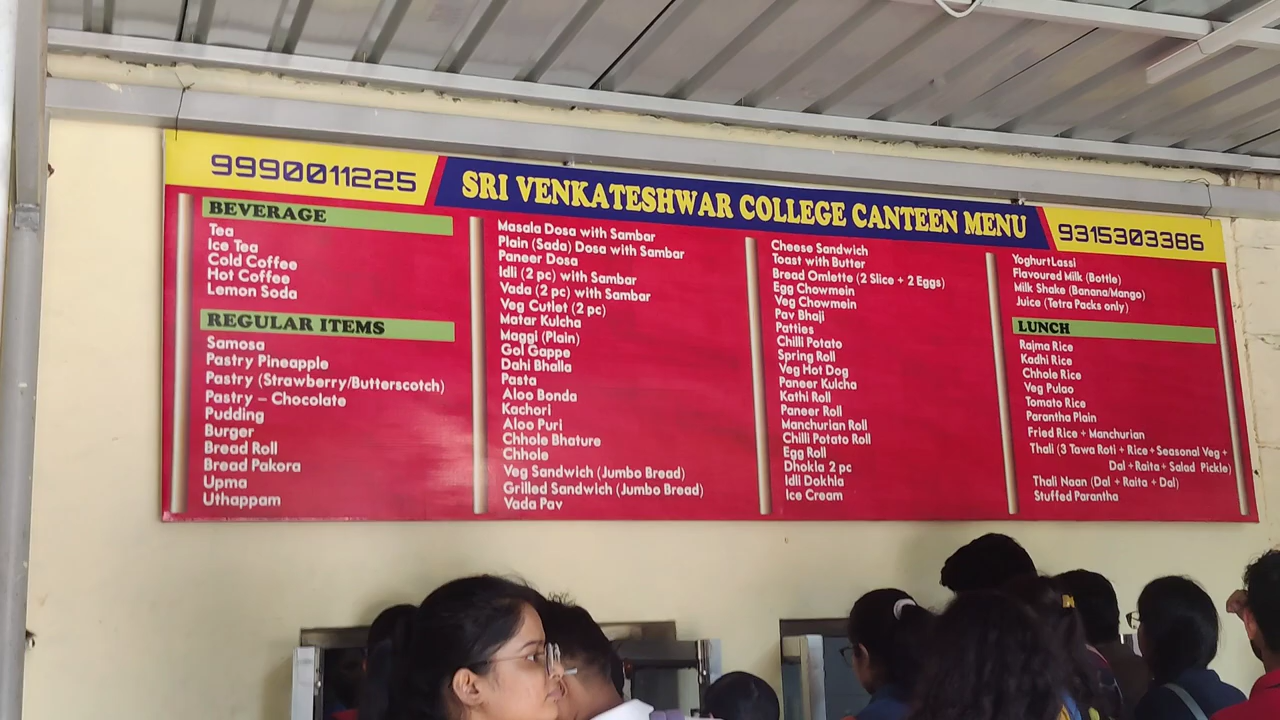 9990011225
SRI VENKATESHWAR COLLEGE CANTEEN MENU
9315303386
BEVERAGE
Tea
Ice Tea
Cold Coffee
Hot Coffee
Lemon Soda
REGULAR ITEMS
Samosa
Pastry Pineapple
Pastry (Strawberry/Butterscotch)
Pastry – Chocolate
Pudding
Burger
Bread Roll
Bread Pakora
Upma
Uthappam
Masala Dosa with Sambar
Plain (Sada) Dosa with Sambar
Paneer Dosa
Idli (2 pc) with Sambar
Vada (2 pc) with Sambar
Veg Cutlet (2 pc)
Matar Kulcha
Maggi (Plain)
Gol Gappe
Dahi Bhalla
Pasta
Aloo Bonda
Kachori
Aloo Puri
Chhole Bhature
Chhole
Veg Sandwich (Jumbo Bread)
Grilled Sandwich (Jumbo Bread)
Vada Pav
Cheese Sandwich
Toast with Butter
Bread Omlette (2 Slice + 2 Eggs)
Egg Chowmein
Veg Chowmein
Pav Bhaji
Patties
Chilli Potato
Spring Roll
Veg Hot Dog
Paneer Kulcha
Kathi Roll
Paneer Roll
Manchurian Roll
Chilli Potato Roll
Egg Roll
Dhokla 2 pc
Idli Dokhla
Ice Cream
YoghurtLassi
Flavoured Milk (Bottle)
Milk Shake (Banana/Mango)
Juice (Tetra Packs only)
LUNCH
Rajma Rice
Kadhi Rice
Chhole Rice
Veg Pulao
Tomato Rice
Parantha Plain
Fried Rice + Manchurian
Thali (3 Tawa Roti + Rice + Seasonal Veg +
Dal +Raita+ Salad Pickle)
Thali Naan (Dal + Raita + Dal)
Stuffed Parantha